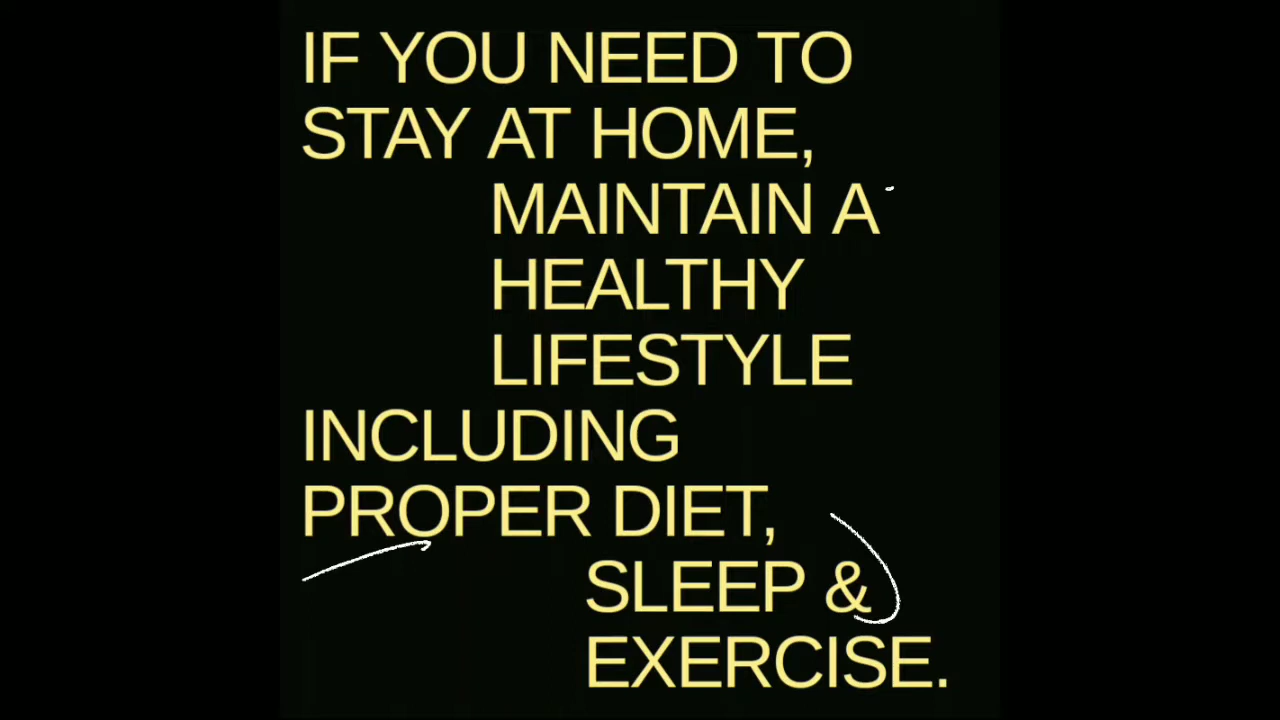 IF YOU NEED TO
STAY AT HOME,
MAINTAIN A
HEALTHY
LIFESTYLE
INCLUDING
PROPER DIET,
SLEEP &
EXERCISE.